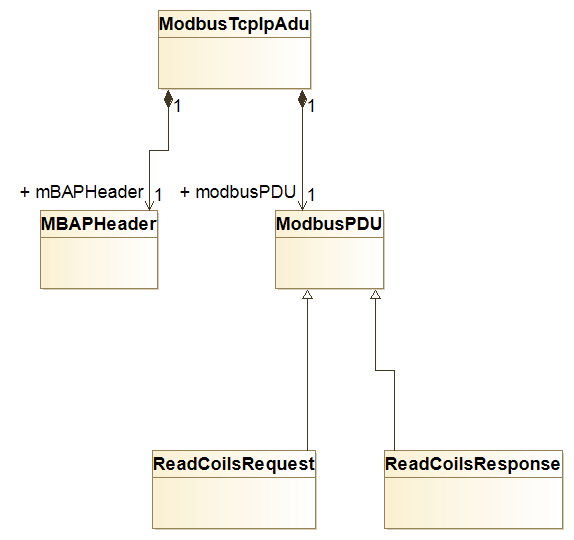 ModbusTcpIpAdu
1
1
+ mBAPHeader
1
+ modbusPDU
1
MBAPHeader
ModbusPDU
ReadCoilsRequest
ReadCoilsResponse